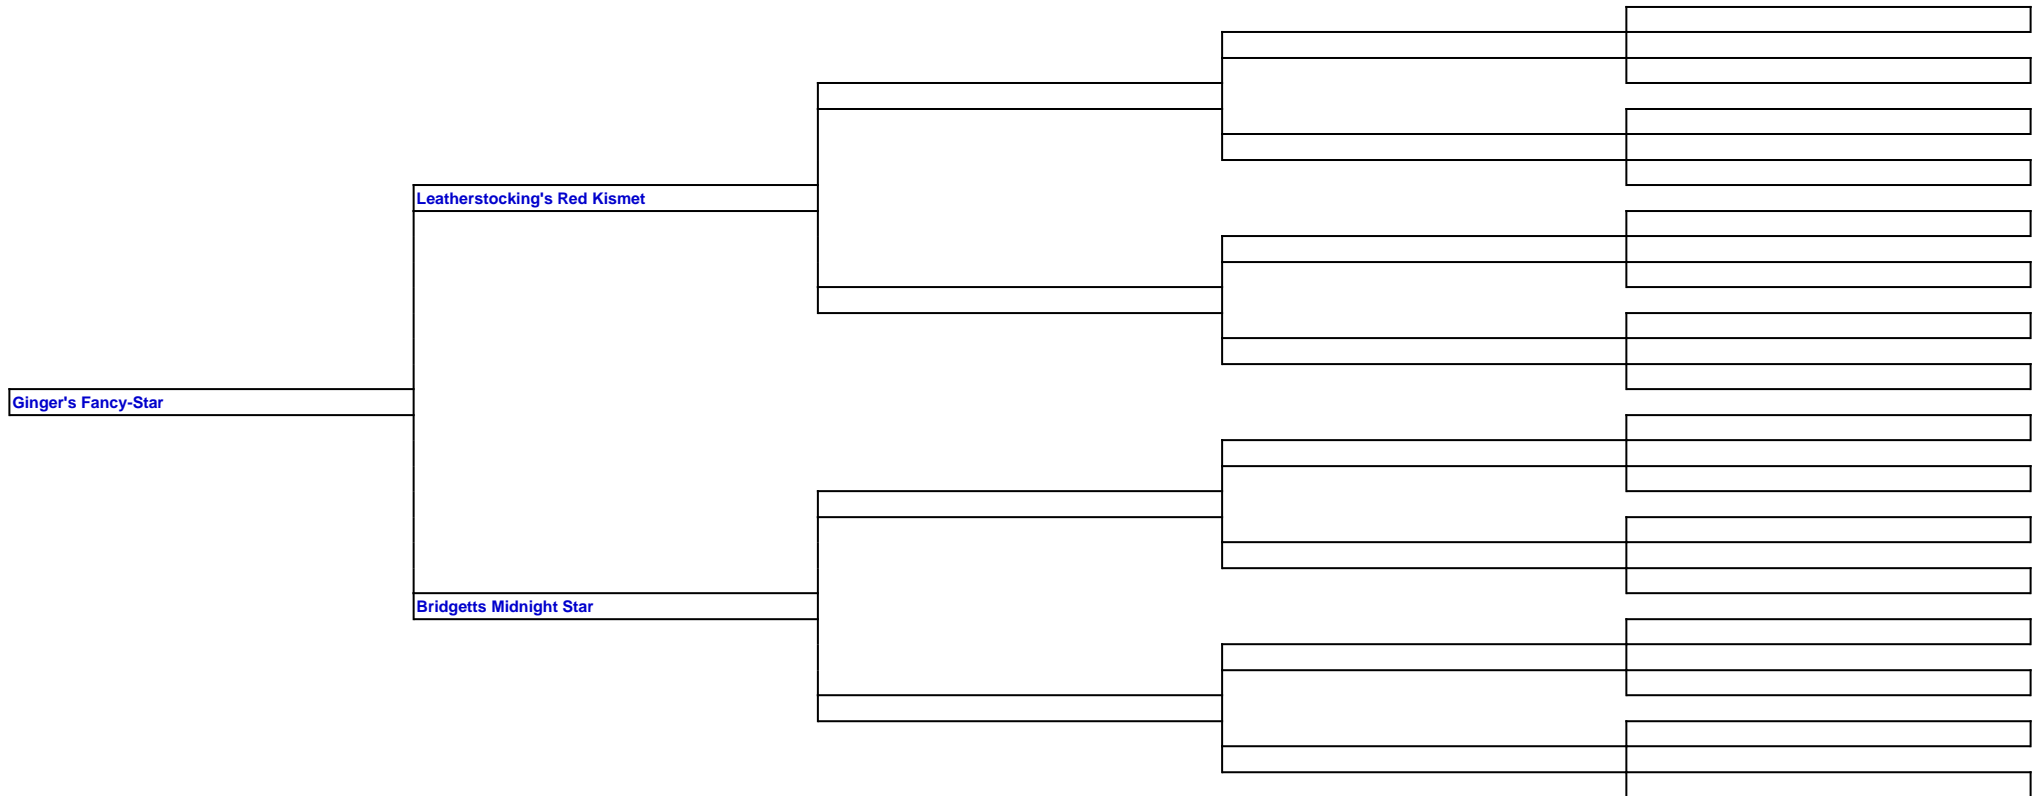 Leatherstocking's Red Kismet
Ginger's Fancy-Star
Bridgetts Midnight Star